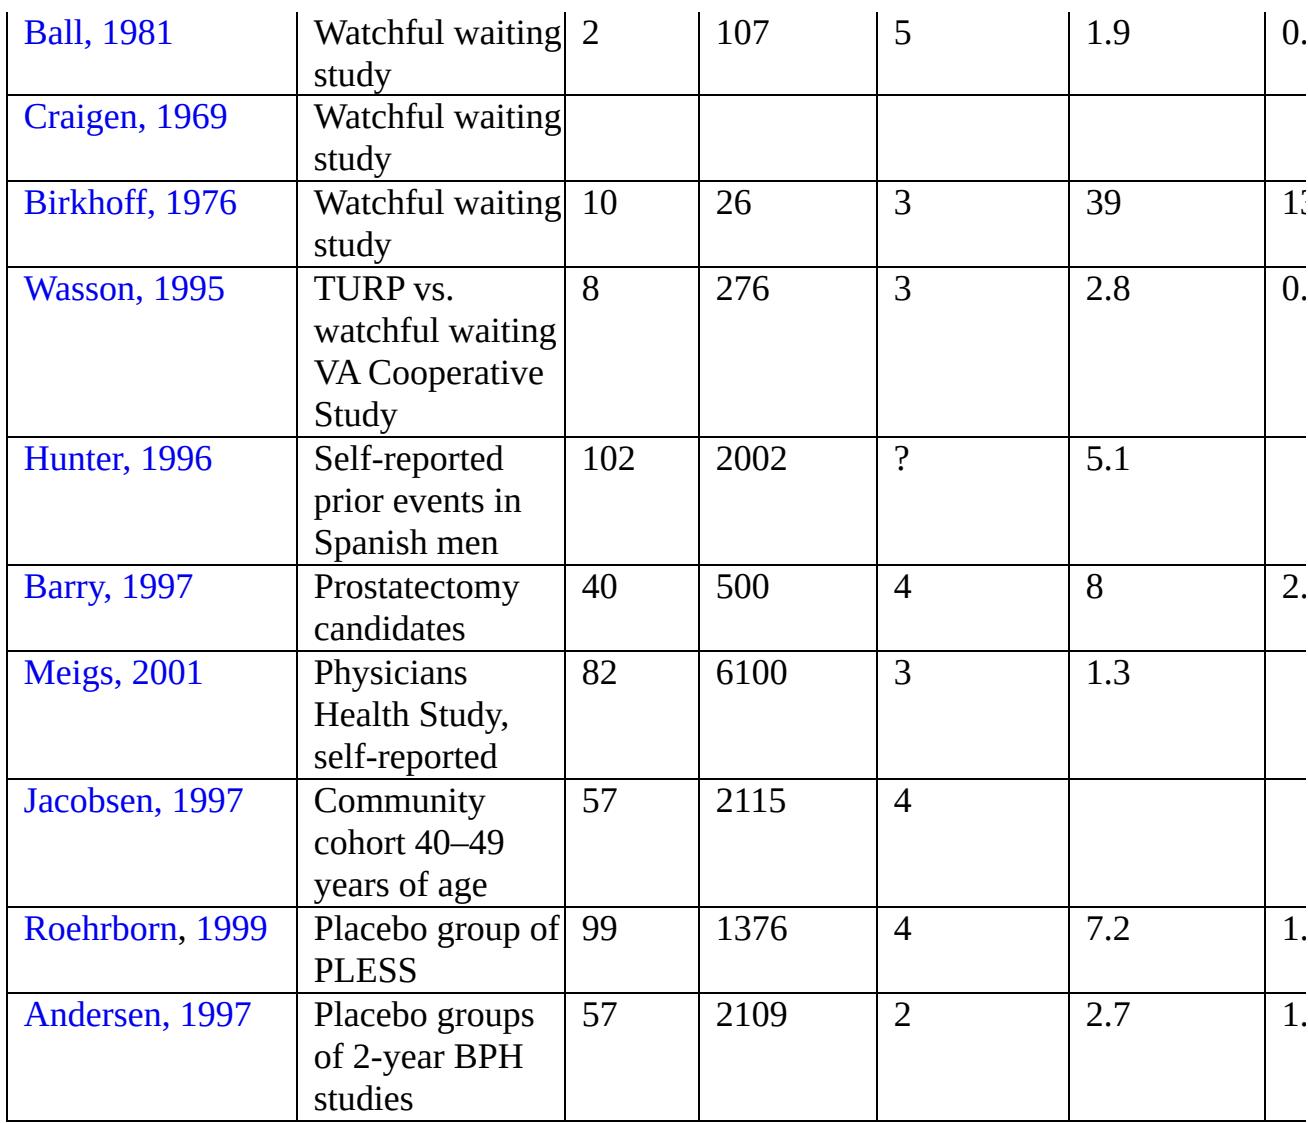 Ball, 1981 Watchful waiting 2 107 5 1.9 0.
study
Craigen, 1969 Watchful waiting
study
Birkhoff, 1976 Watchful waiting 10 26 3 39 13
study
Wasson, 1995 TURP vs. 8 276 3 2.8 0.
watchful waiting
VA Cooperative
Study
Hunter, 1996 Self-reported 102 2002 ? 5.1
prior events in
Spanish men
Barry, 1997 Prostatectomy 40 500 4 8 2.
candidates
Meigs, 2001 Physicians 82 6100 3 1.3
Health Study,
self-reported
Jacobsen, 1997 Community 57 2115 4
cohort 40–49
years of age
Roehrborn, 1999 Placebo group of 99 1376 4 7.2 1.
PLESS
Andersen, 1997 Placebo groups 57 2109 2 2.7 1.
of 2-year BPH
studies